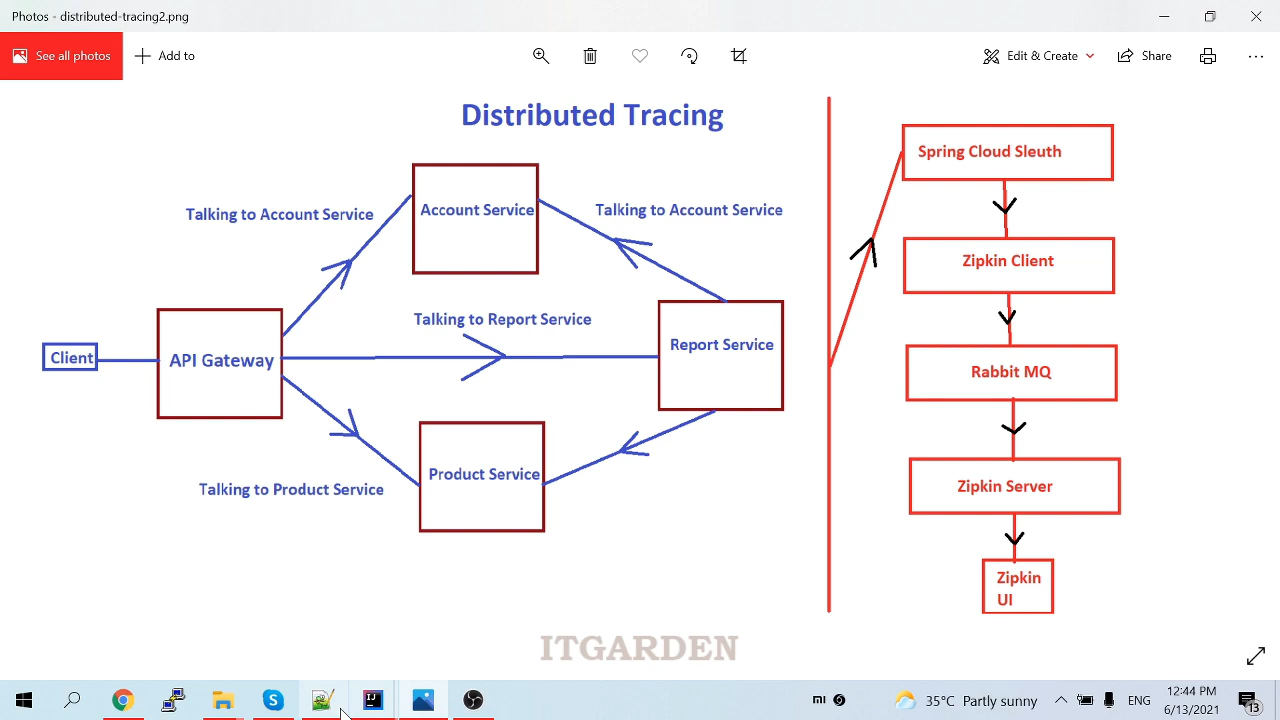 Photos - distributed-tracing2.png
See all photos
Add to
Edit & Create
Share
Distributed Tracing
Talking to Account Service
Account Service
Talking to Account Service
Talking to Report Service
Client
API Gateway
Report Service
Product Service
Talking to Product Service
Spring Cloud Sleuth
Zipkin Client
Rabbit MQ
Zipkin Server
Zipkin
UI
ITGARDEN
35°C Partly sunny
ENG
12:44 PM
6/13/2021
13